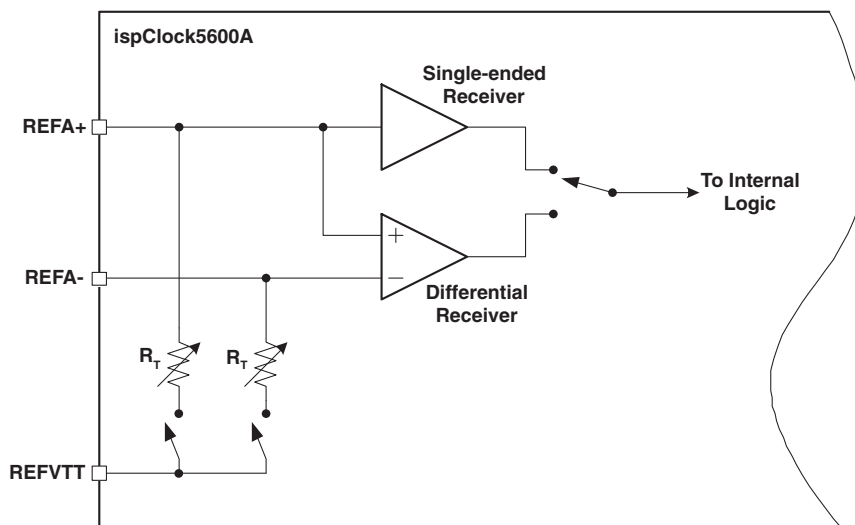 ispClock5600A
Single-ended
Receiver
REFA+
To Internal
Logic
+
REFA-
−
Differential
Receiver
RT
RT
REFVTT